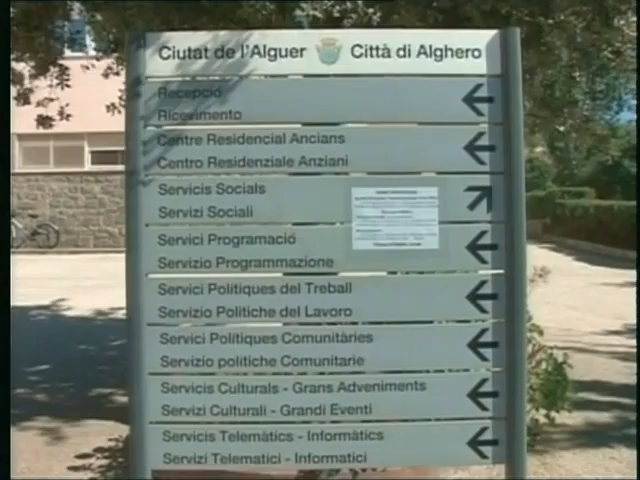 Ciutat de l'Alguer Città di Alghero
Recepció
Ricevimento
Centre Residencial Ancians
Centro Residenziale Anziani
Servicis Socials
Servizi Sociali
Servici Programació
Servizio Programmazione
Servici Polítiques del Treball
Servizio Politiche del Lavoro
Servici Polítiques Comunitàries
Servizio politiche Comunitarie
Servicis Culturals - Grans Adveniments
Servizi Culturali - Grandi Eventi
Servicis Telemàtics - Informàtics
Servizi Telematici - Informatici